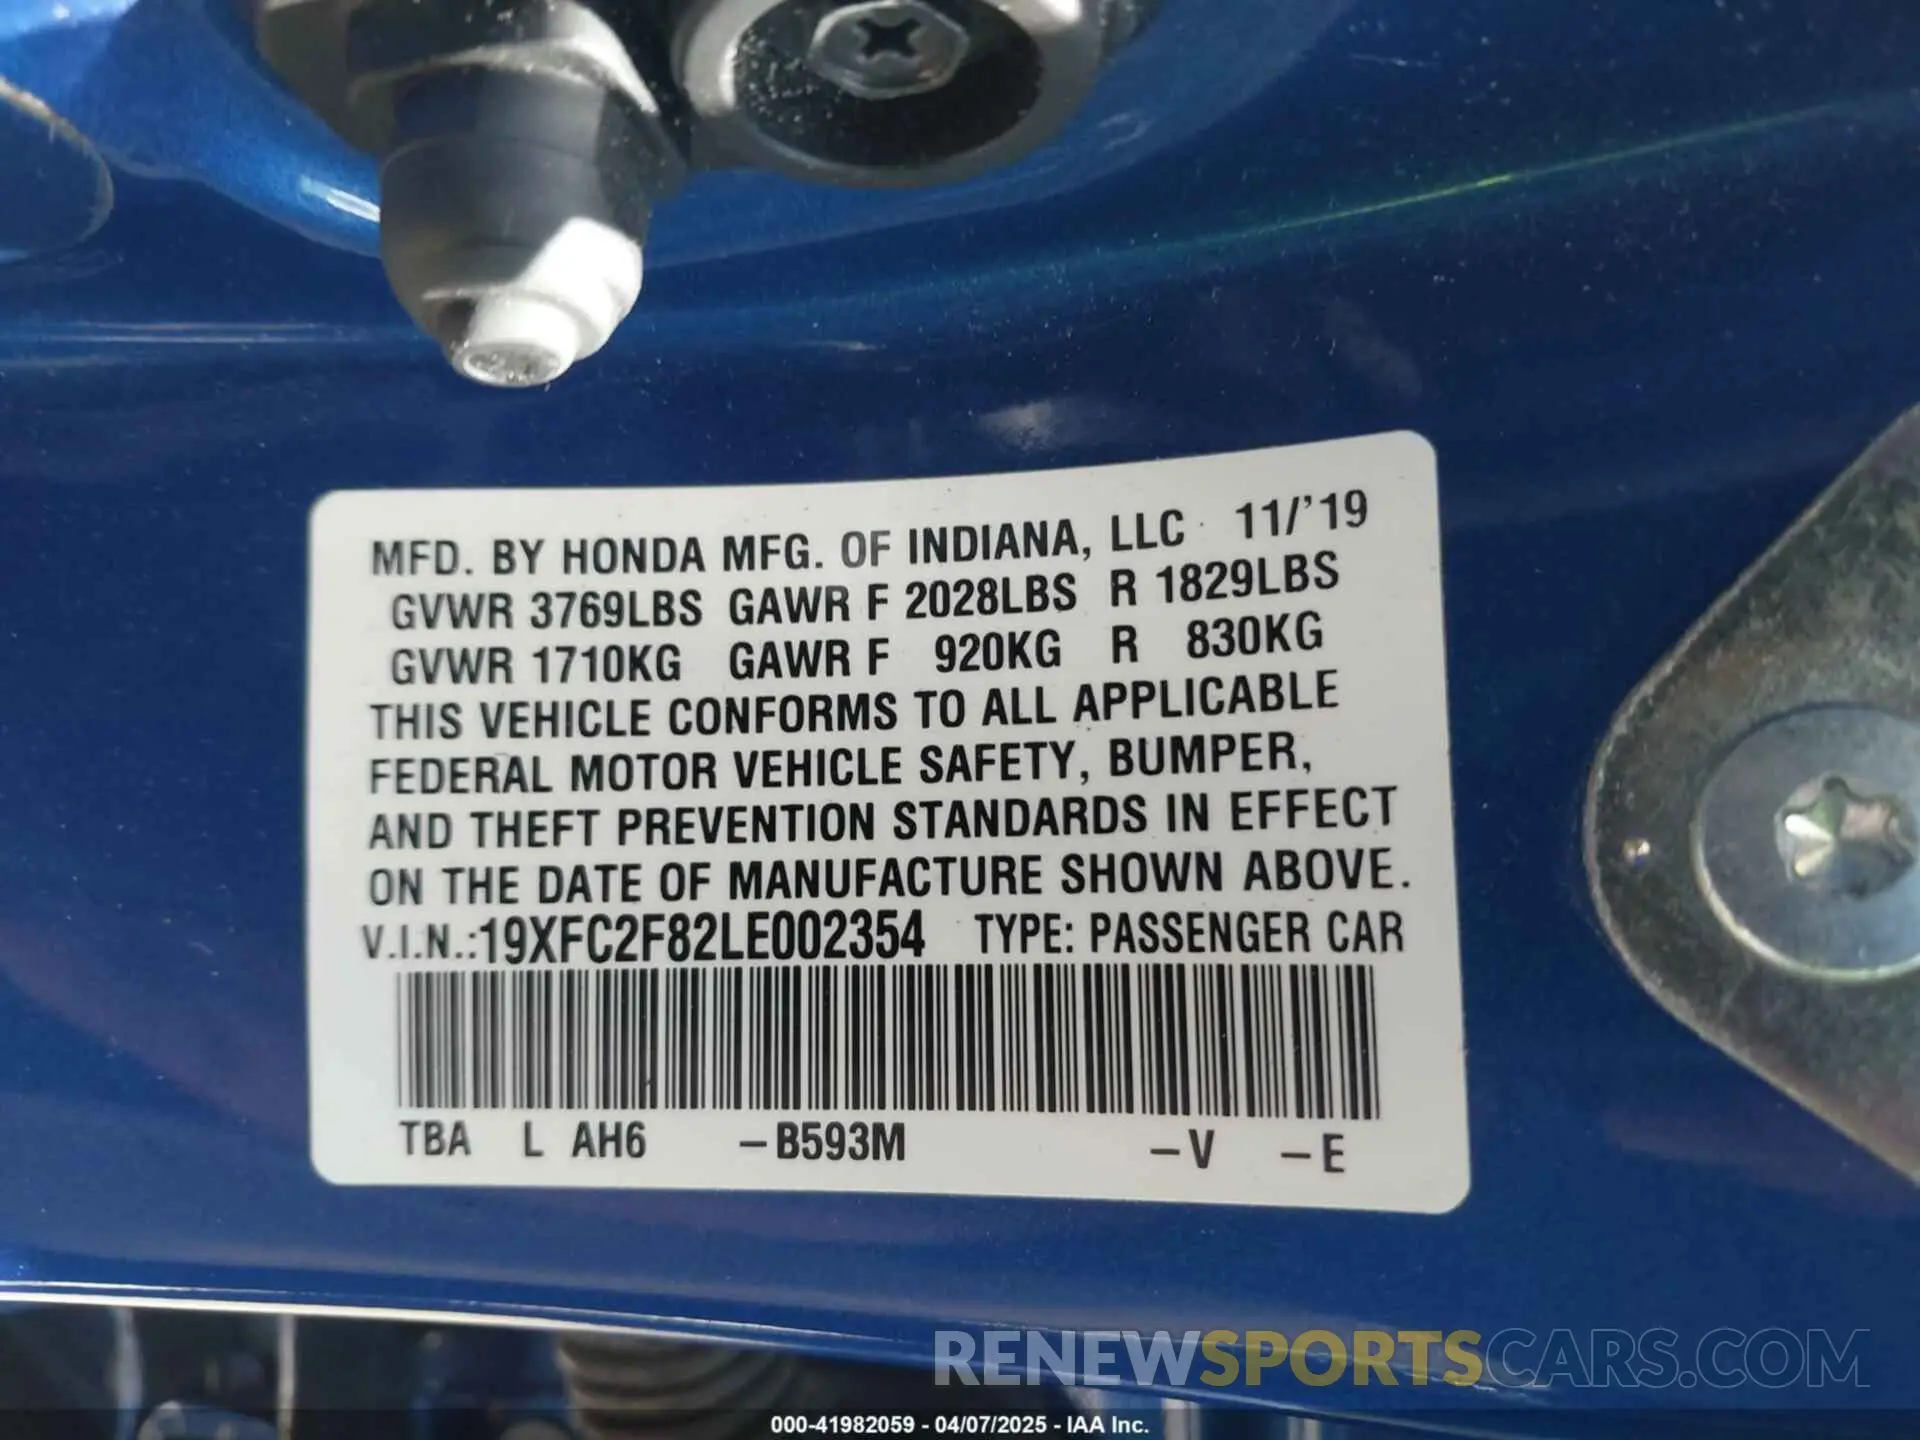 MFD. BY HONDA MFG. OF INDIANA, LLC 11/'19
GVWR 3769LBS GAWR F 2028LBS R 1829LBS
GVWR 1710KG GAWR F 920KG R 830KG
THIS VEHICLE CONFORMS TO ALL APPLICABLE
FEDERAL MOTOR VEHICLE SAFETY, BUMPER,
AND THEFT PREVENTION STANDARDS IN EFFECT
ON THE DATE OF MANUFACTURE SHOWN ABOVE.
V.I.N.:19XFC2F82LE002354 TYPE: PASSENGER CAR
TBA L AH6 -B593M -V -E
RENEWSPORTSCARS.COM
000-41982059 - 04/07/2025 - IAA Inc.